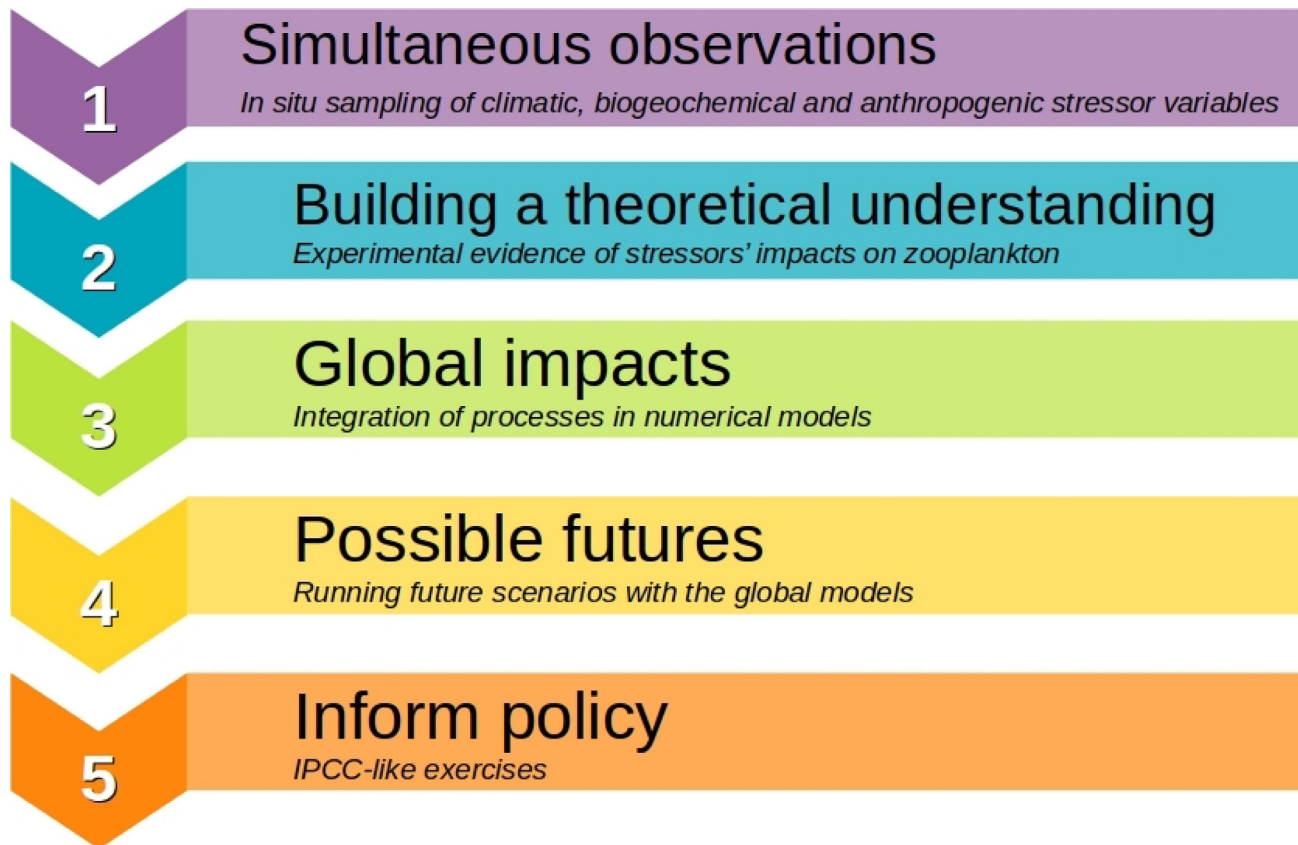 1
Simultaneous observations
In situ sampling of climatic, biogeochemical and anthropogenic stressor variables
2
Building a theoretical understanding
Experimental evidence of stressors' impacts on zooplankton
3
Global impacts
Integration of processes in numerical models
4
Possible futures
Running future scenarios with the global models
5
Inform policy
IPCC-like exercises